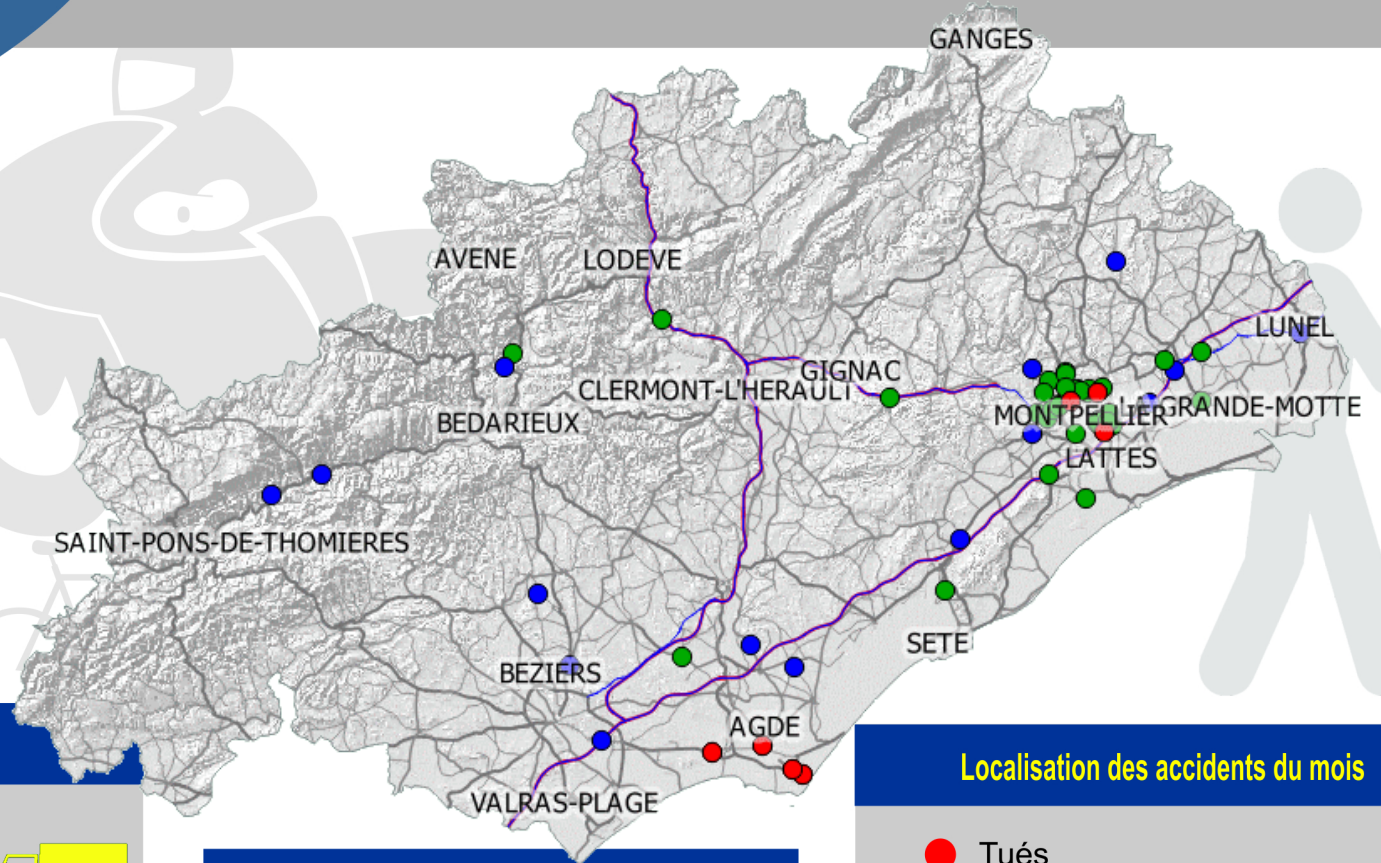 GANGES
AVENE
LODEVE
LUNEL
GIGNAC
CLERMONT-L'HERAULT
BEDARIEUX
MONTPELLIER
GRANDE-MOTTE
LATTES
SAINT-PONS-DE-THOMIERES
SETE
BEZIERS
AGDE
VALRAS-PLAGE
Localisation des accidents du mois
Tués